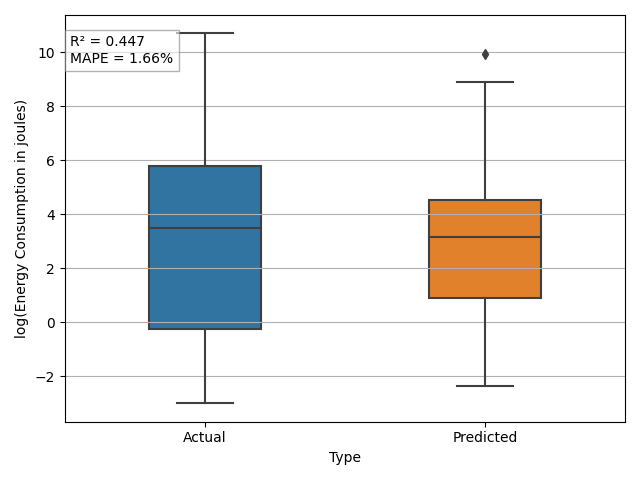 R² = 0.447
MAPE = 1.66%
10
8
6
4
2
0
−2
log(Energy Consumption in joules)
Actual
Predicted
Type